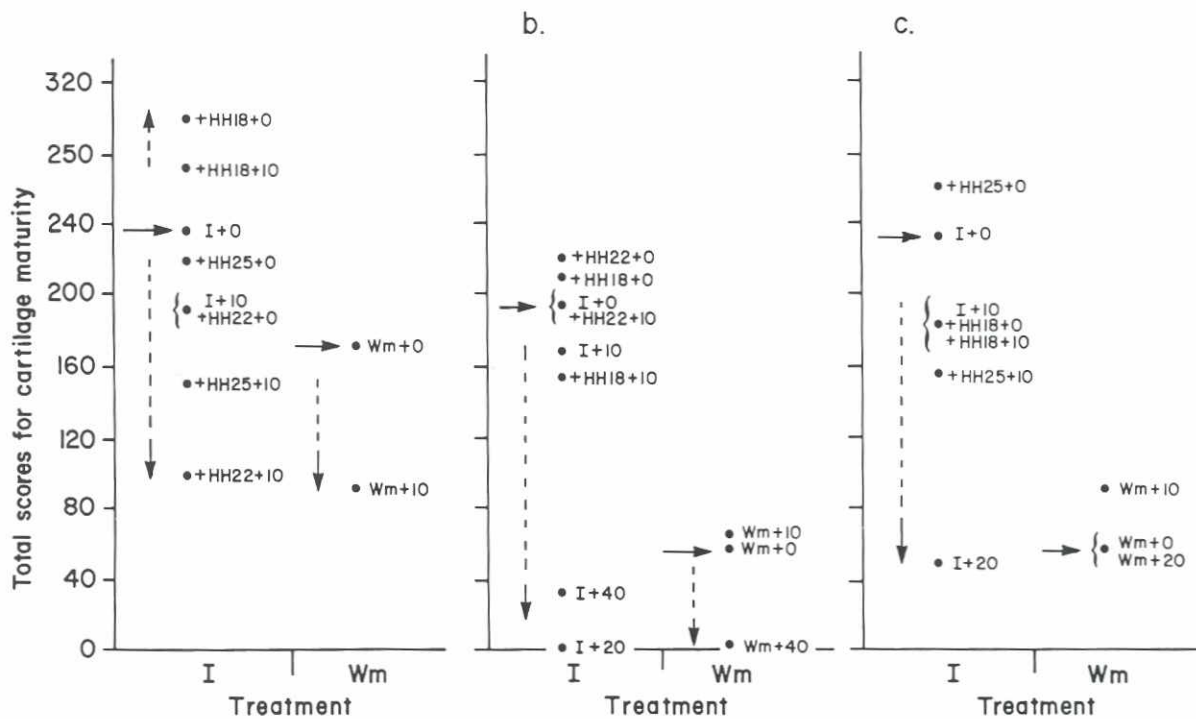 b.
c.
Total scores for cartilage maturity
320
250
240
200
160
120
80
40
0
+HH18+0
+HH18+10
I+0
+HH25+0
I+10
+HH22+0
+HH25+10
+HH22+10
Wm+0
Wm+10
I
Wm
Treatment
+HH22+0
+HH18+0
I+0
+HH22+10
I+10
+HH18+10
I+40
I+20
Wm+10
Wm+0
Wm+40
I
Wm
Treatment
+HH25+0
I+0
I+10
+HH18+0
+HH18+10
+HH25+10
I+20
Wm+10
Wm+0
Wm+20
I
Wm
Treatment